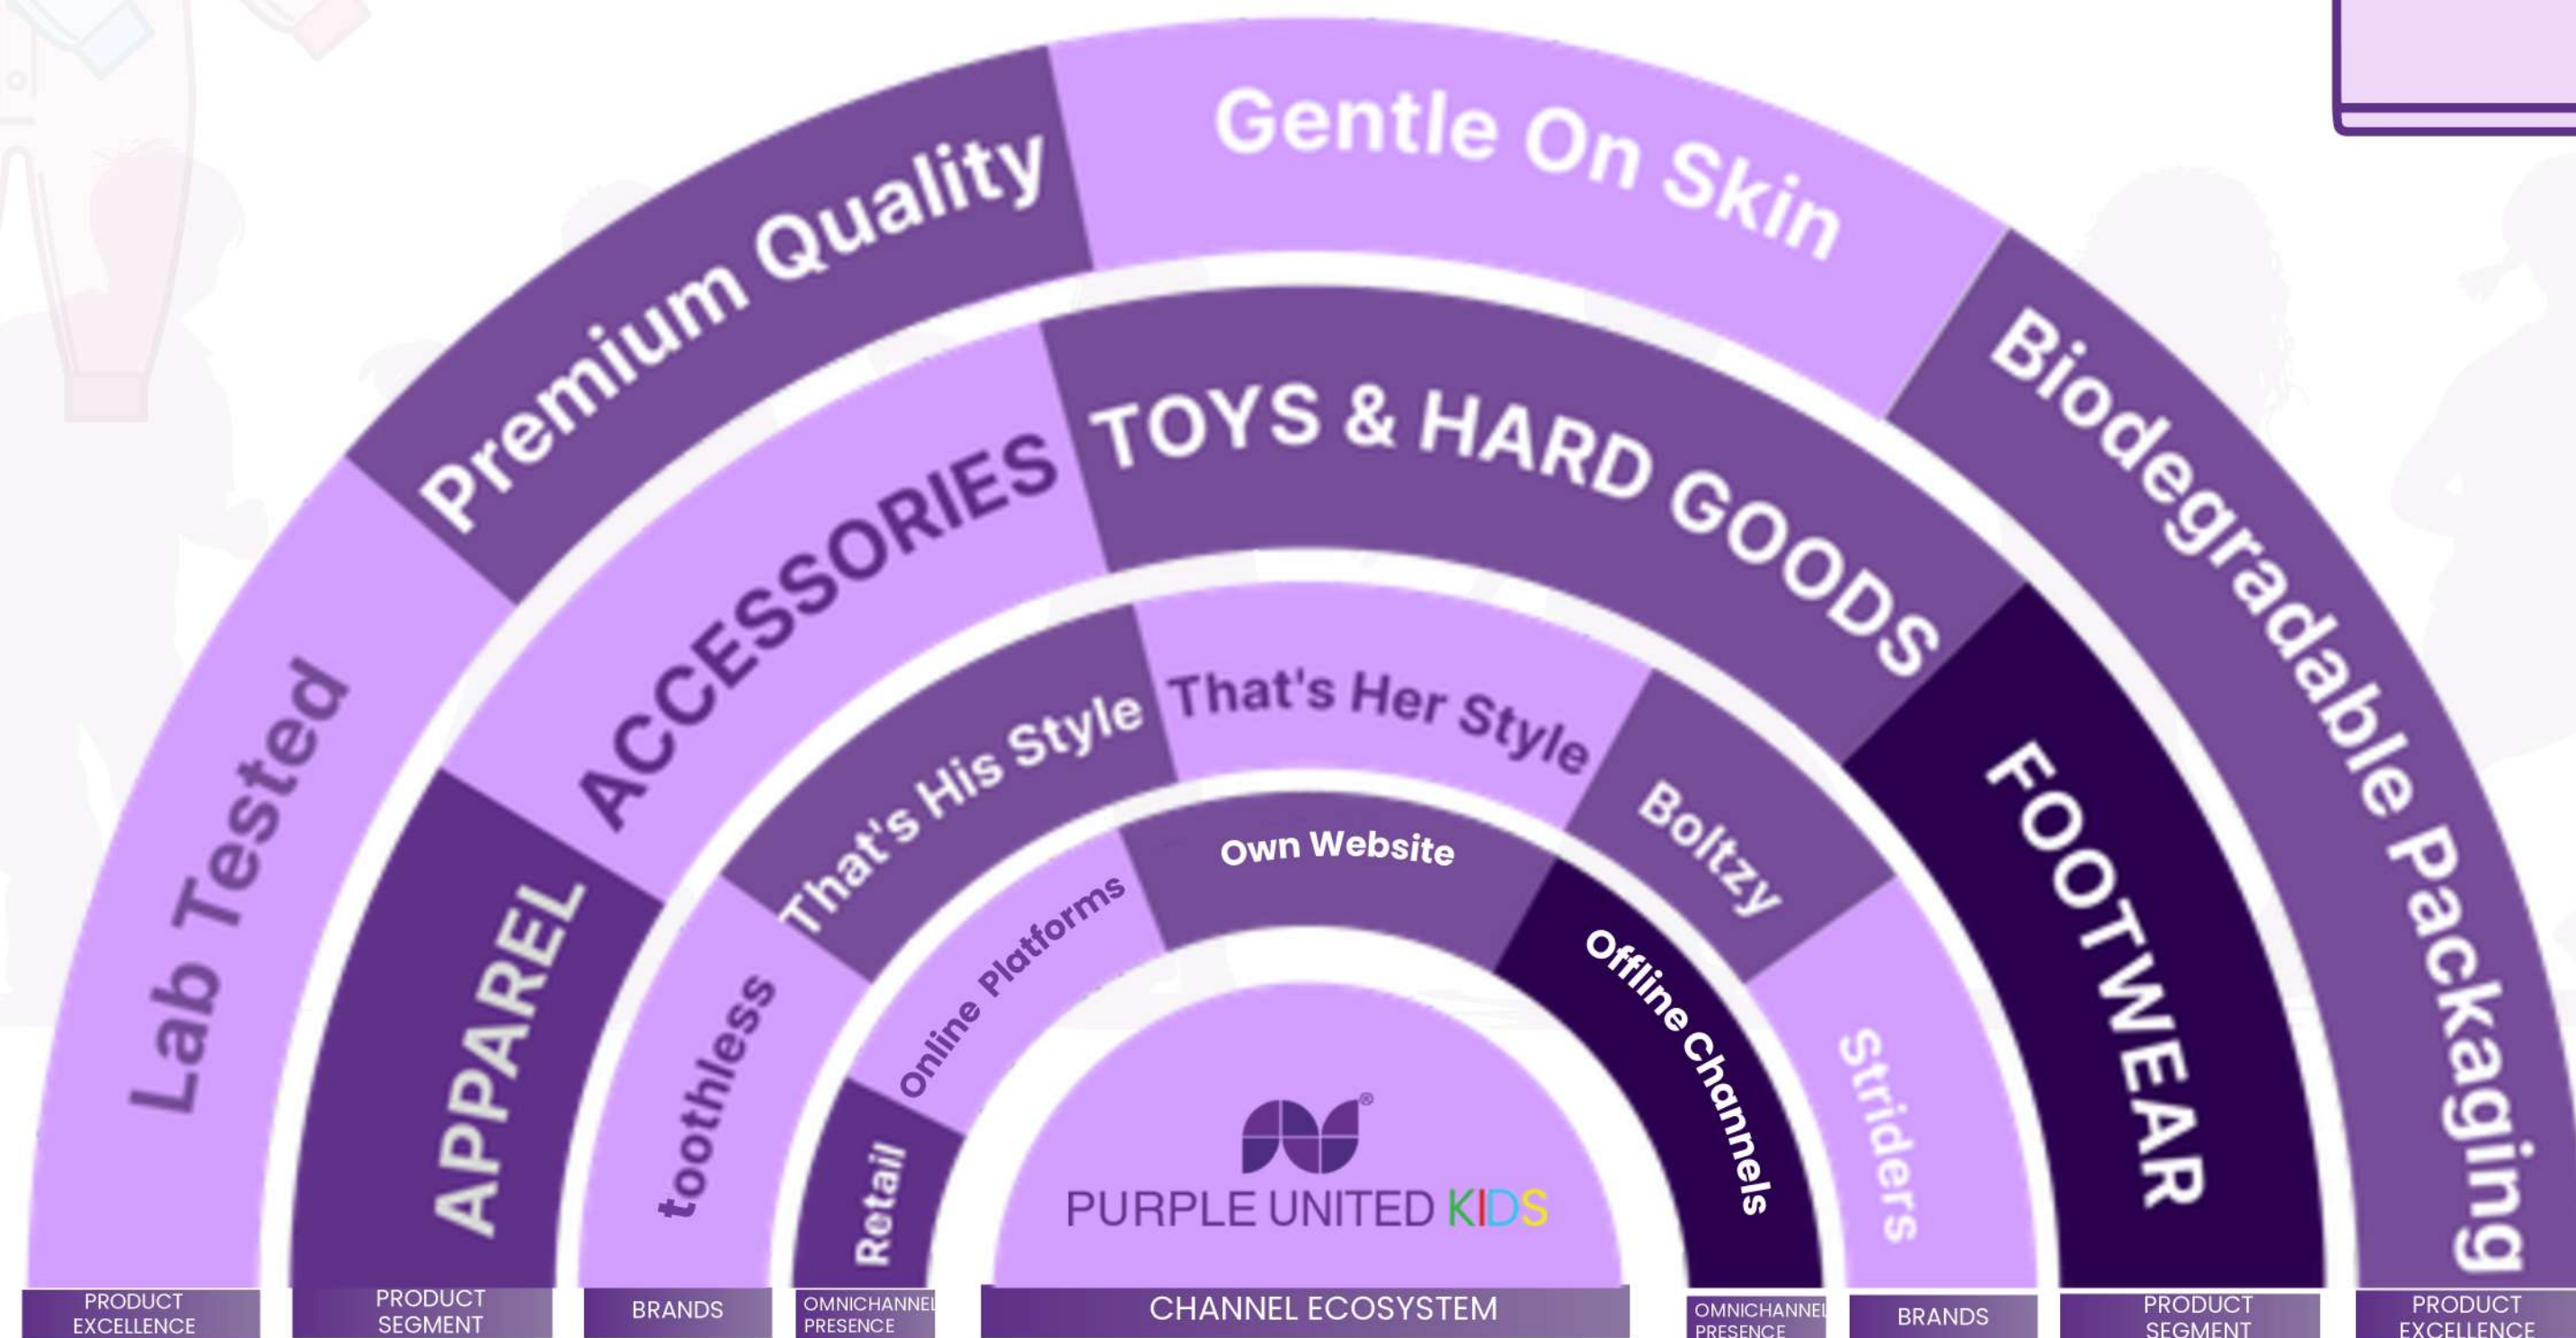 Gentle On Skin
Premium Quality
Biodegradable Packaging
Lab Tested
TOYS & HARD GOODS
ACCESSORIES
FOOTWEAR
APPAREL
That's His Style
That's Her Style
Boltzy
toothless
Striders
Own Website
Online Platforms
Offline Channels
Retail
®
PURPLE UNITED KIDS
PRODUCT
EXCELLENCE
PRODUCT
SEGMENT
BRANDS
OMNICHANNEL
PRESENCE
CHANNEL ECOSYSTEM
OMNICHANNEL
PRESENCE
BRANDS
PRODUCT
SEGMENT
PRODUCT
EXCELLENCE